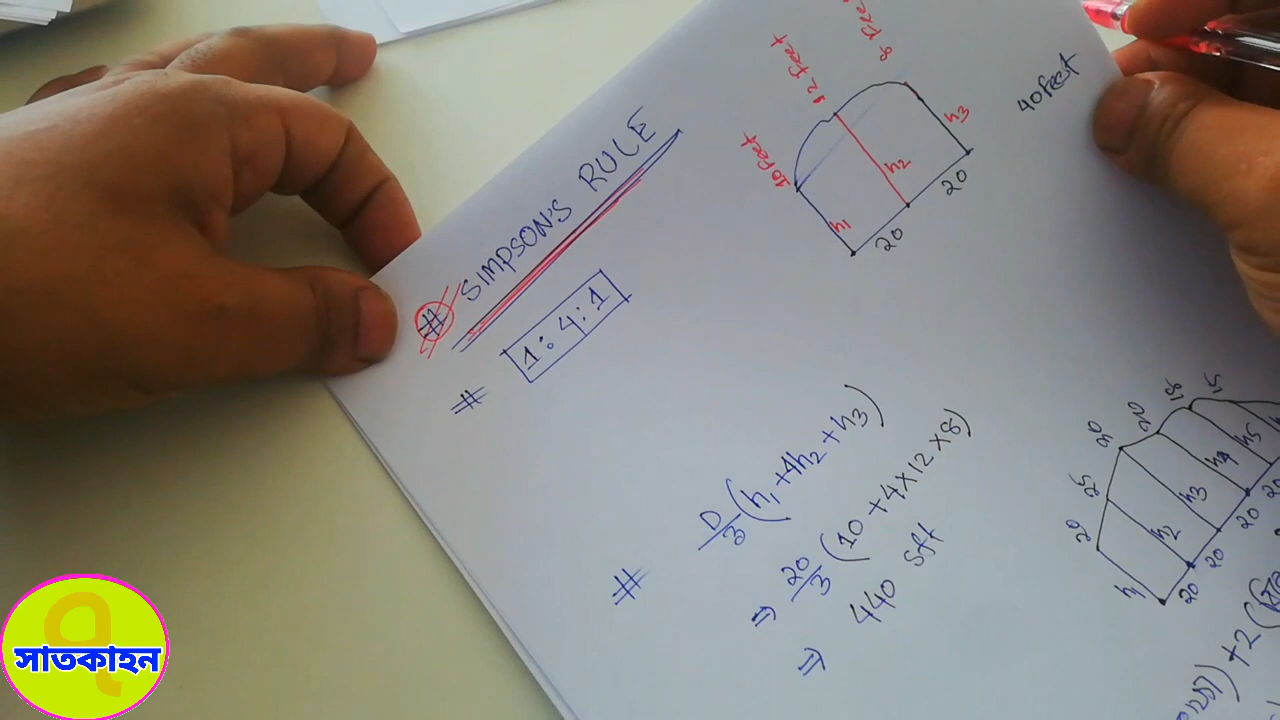 # SIMPSON'S RULE
# 1:4:1
10 feet
12 feet
8 feet
h1
h2
h3
20
20
40 feet
# D/3 (h1 + 4h2 + h3)
⇒ 20/3 (10 + 4 × 12 × 8)
⇒ 440 sft
20
25
20
20
18
15
h1
h2
h3
h4
h5
20
20
20
20
+ 2 (
সাতকাহন